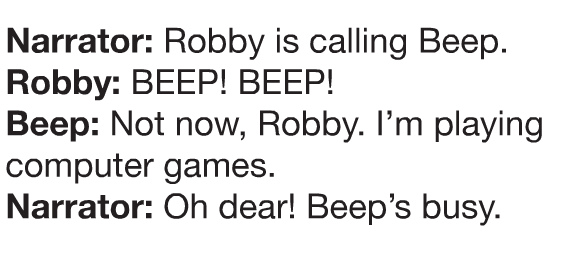 Narrator: Robby is calling Beep.
Robby: BEEP! BEEP!
Beep: Not now, Robby. I’m playing
computer games.
Narrator: Oh dear! Beep’s busy.